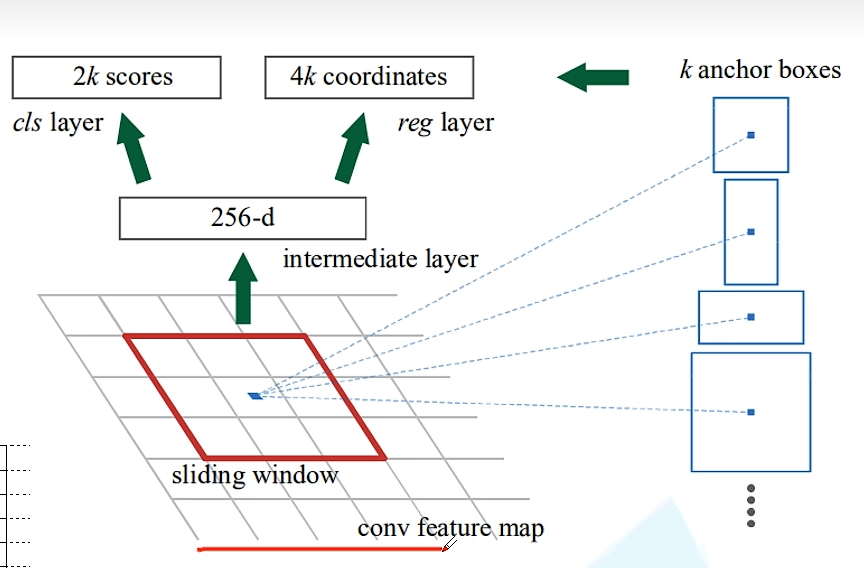 2k scores
4k coordinates
k anchor boxes
cls layer
reg layer
256-d
intermediate layer
sliding window
conv feature map